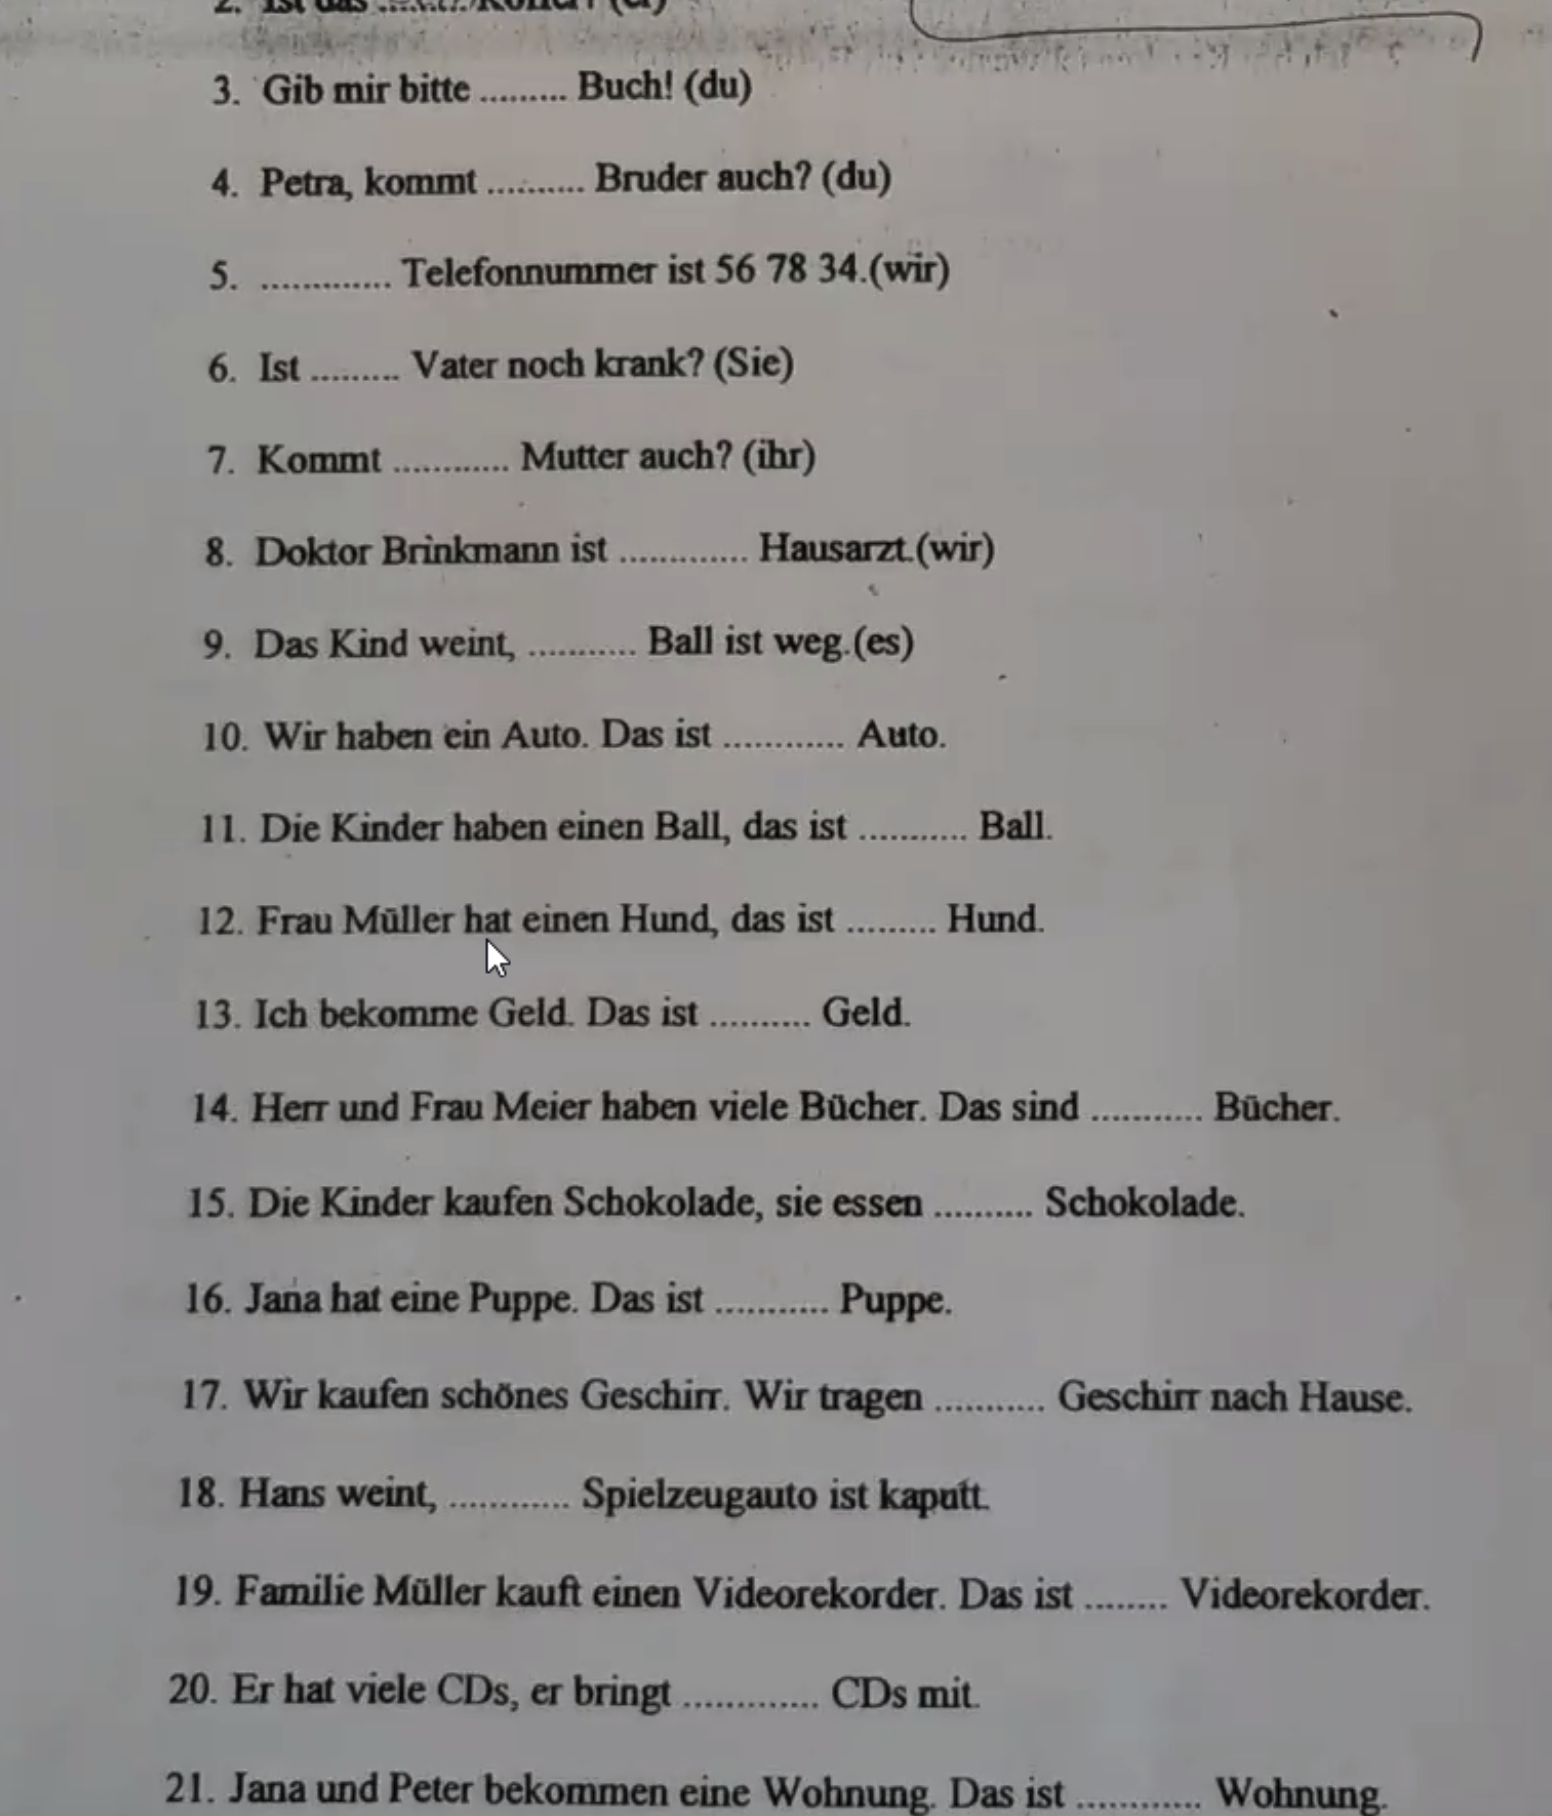 2. Ist das ......... Koffer? (er)
3. Gib mir bitte ......... Buch! (du)
4. Petra, kommt .......... Bruder auch? (du)
5. ............. Telefonnummer ist 56 78 34.(wir)
6. Ist ......... Vater noch krank? (Sie)
7. Kommt ............ Mutter auch? (ihr)
8. Doktor Brinkmann ist ............. Hausarzt.(wir)
9. Das Kind weint, ........... Ball ist weg.(es)
10. Wir haben ein Auto. Das ist ............ Auto.
11. Die Kinder haben einen Ball, das ist ........... Ball.
12. Frau Müller hat einen Hund, das ist ......... Hund.
13. Ich bekomme Geld. Das ist .......... Geld.
14. Herr und Frau Meier haben viele Bücher. Das sind ........... Bücher.
15. Die Kinder kaufen Schokolade, sie essen .......... Schokolade.
16. Jana hat eine Puppe. Das ist ........... Puppe.
17. Wir kaufen schönes Geschirr. Wir tragen ........... Geschirr nach Hause.
18. Hans weint, ............ Spielzeugauto ist kaputt.
19. Familie Müller kauft einen Videorekorder. Das ist ........ Videorekorder.
20. Er hat viele CDs, er bringt ............. CDs mit.
21. Jana und Peter bekommen eine Wohnung. Das ist ............ Wohnung.